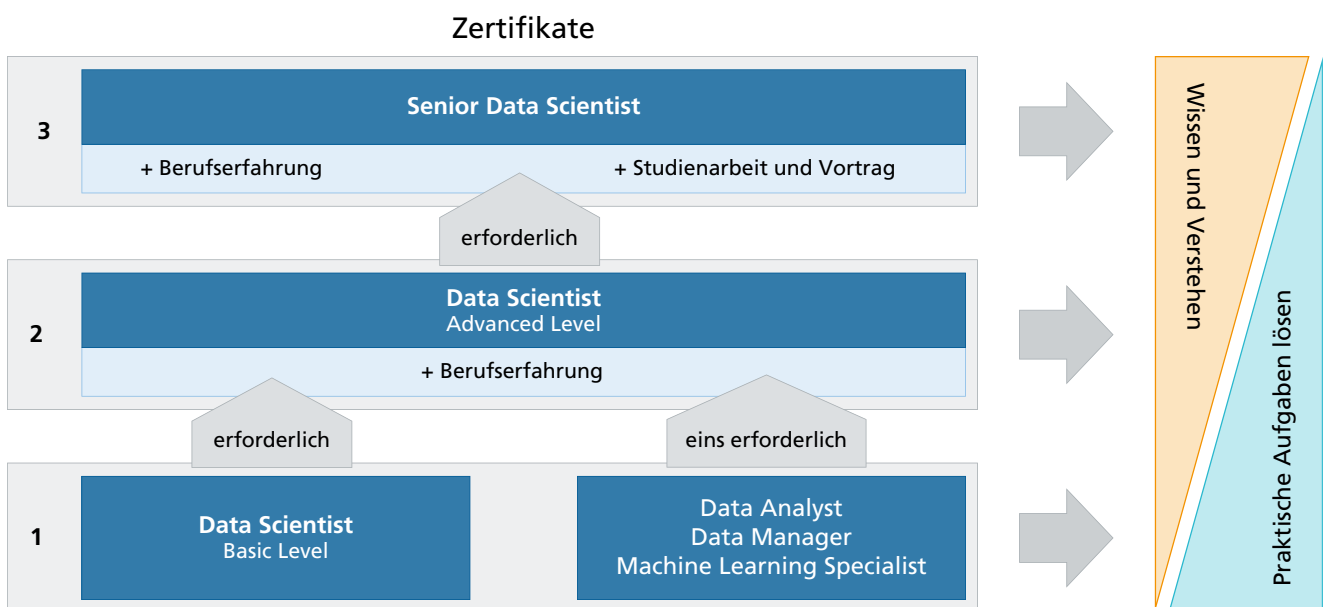 Zertifikate
3
Senior Data Scientist
+ Berufserfahrung
+ Studienarbeit und Vortrag
erforderlich
2
Data Scientist
Advanced Level
+ Berufserfahrung
erforderlich
eins erforderlich
1
Data Scientist
Basic Level
Data Analyst
Data Manager
Machine Learning Specialist
Wissen und Verstehen
Praktische Aufgaben lösen